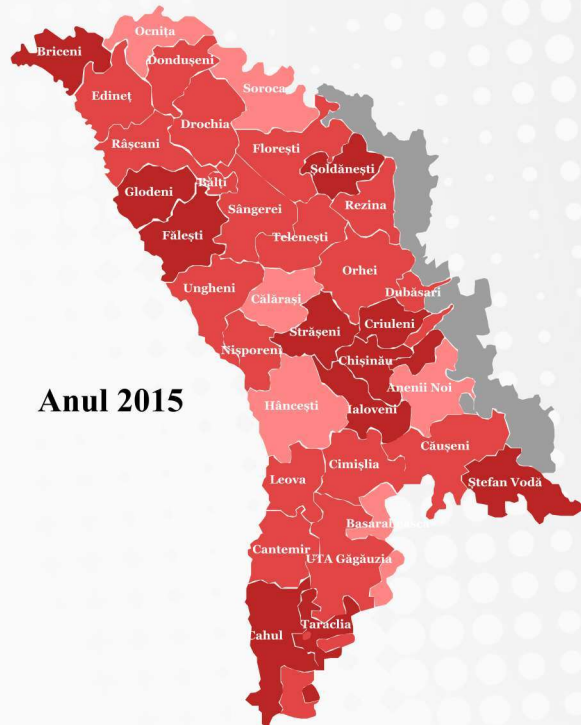 Ocnița
Briceni
Dondușeni
Edineț
Soroca
Drochia
Râșcani
Florești
Șoldănești
Bălți
Glodeni
Rezina
Sângerei
Fălești
Telenești
Orhei
Ungheni
Dubăsari
Călărași
Criuleni
Strășeni
Nisporeni
Chișinău
Anenii Noi
Anul 2015
Hâncești
Ialoveni
Căușeni
Cimișlia
Leova
Ștefan Vodă
Cantemir
UTA Găgăuzia
Taraclia
Cahul